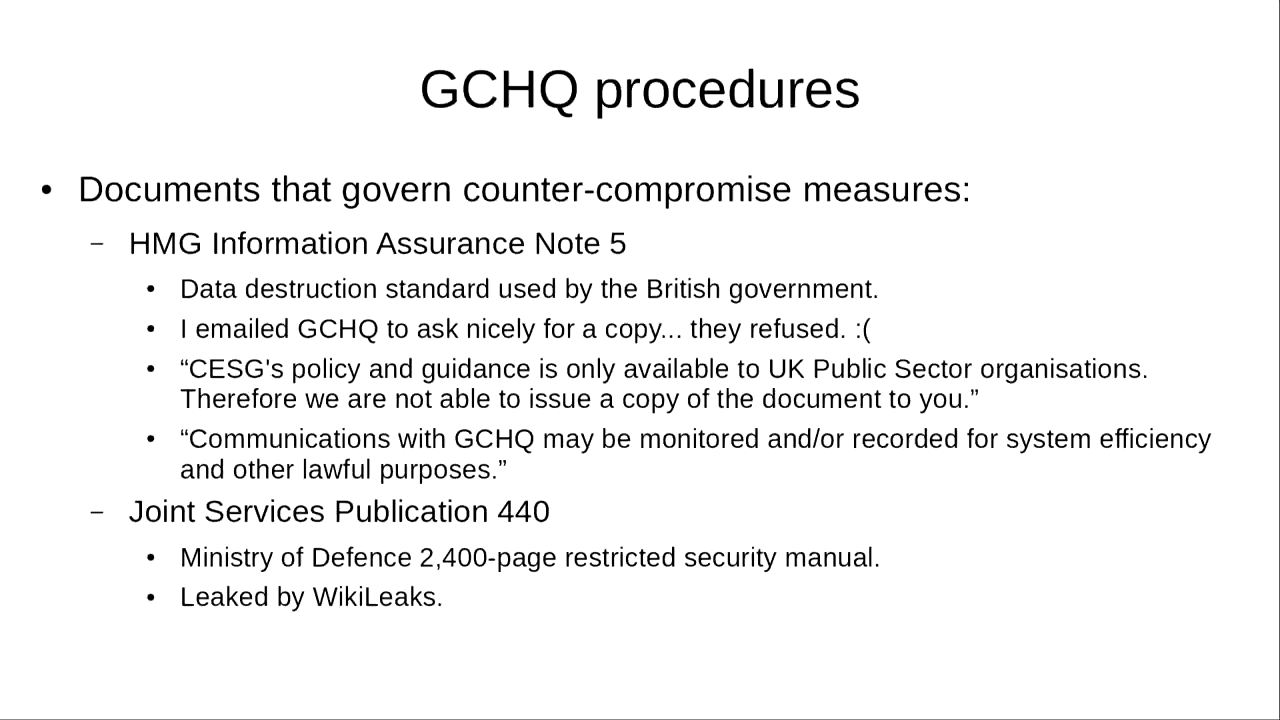 GCHQ procedures
• Documents that govern counter-compromise measures:
– HMG Information Assurance Note 5
• Data destruction standard used by the British government.
• I emailed GCHQ to ask nicely for a copy... they refused. :(
• “CESG's policy and guidance is only available to UK Public Sector organisations.
Therefore we are not able to issue a copy of the document to you.”
• “Communications with GCHQ may be monitored and/or recorded for system efficiency
and other lawful purposes.”
– Joint Services Publication 440
• Ministry of Defence 2,400-page restricted security manual.
• Leaked by WikiLeaks.